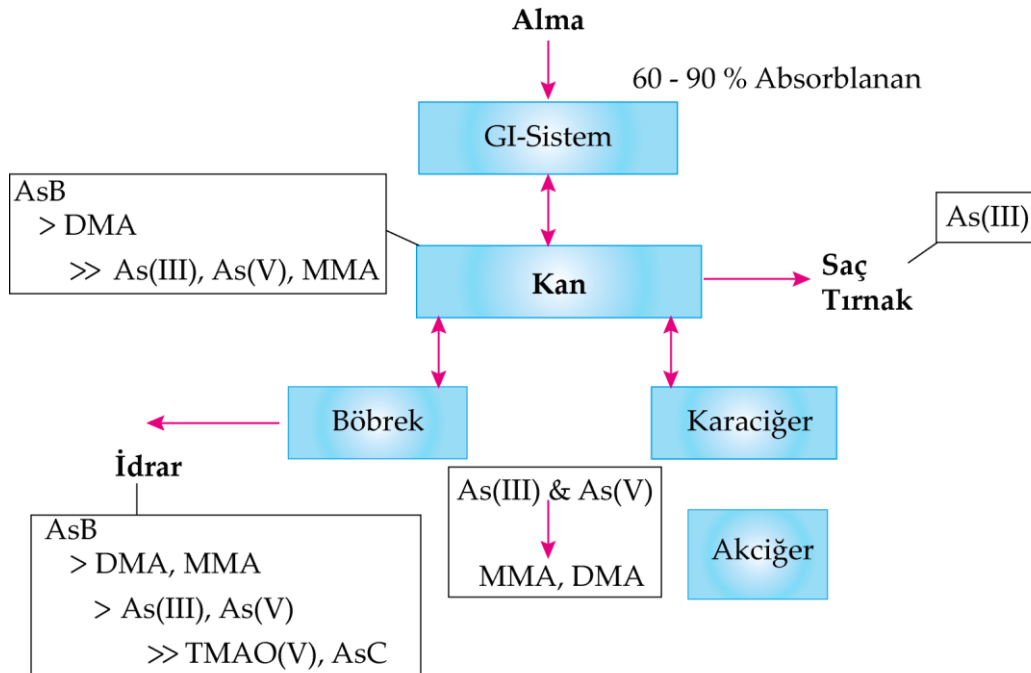 Alma
60 - 90 % Absorblanan
GI-Sistem
AsB
> DMA
>> As(III), As(V), MMA
Kan
As(III)
Saç
Tırnak
Böbrek
Karaciğer
İdrar
AsB
> DMA, MMA
> As(III), As(V)
>> TMAO(V), AsC
As(III) & As(V)
MMA, DMA
Akciğer